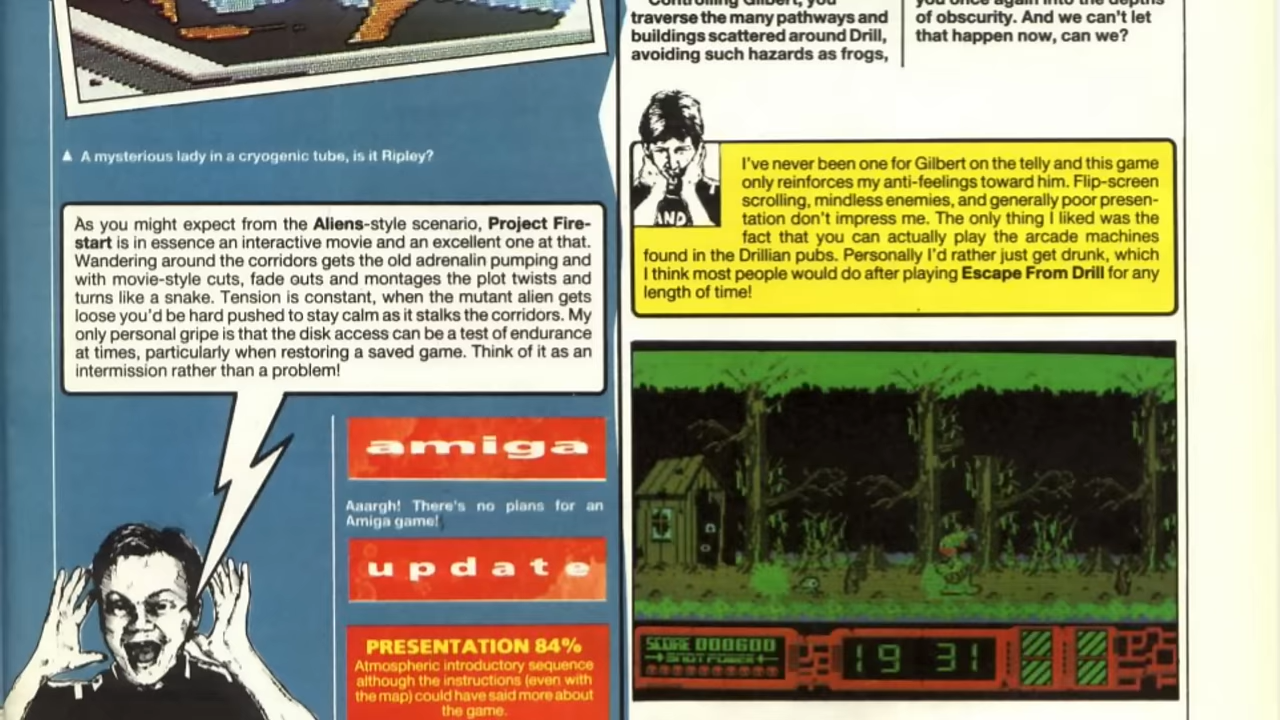 ▲ A mysterious lady in a cryogenic tube, is it Ripley?
As you might expect from the Aliens-style scenario, Project Fire-
start is in essence an interactive movie and an excellent one at that.
Wandering around the corridors gets the old adrenalin pumping and
with movie-style cuts, fade outs and montages the plot twists and
turns like a snake. Tension is constant, when the mutant alien gets
loose you'd be hard pushed to stay calm as it stalks the corridors. My
only personal gripe is that the disk access can be a test of endurance
at times, particularly when restoring a saved game. Think of it as an
intermission rather than a problem!
amiga
Aaargh! There's no plans for an
Amiga game!
update
PRESENTATION 84%
Atmospheric introductory sequence
although the instructions (even with
the map) could have said more about
the game.
Controlling Gilbert, you
traverse the many pathways and
buildings scattered around Drill,
avoiding such hazards as frogs,
you once again into the depths
of obscurity. And we can't let
that happen now, can we?
AND
I've never been one for Gilbert on the telly and this game
only reinforces my anti-feelings toward him. Flip-screen
scrolling, mindless enemies, and generally poor presen-
tation don't impress me. The only thing I liked was the
fact that you can actually play the arcade machines
found in the Drillian pubs. Personally I'd rather just get drunk, which
I think most people would do after playing Escape From Drill for any
length of time!
SCORE 000600
SNOT POWER
19 31